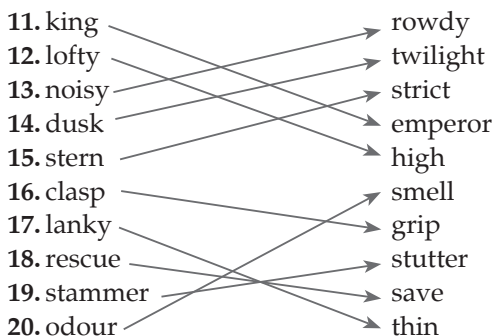 11. king rowdy
12. lofty twilight
13. noisy strict
14. dusk emperor
15. stern high
16. clasp smell
17. lanky grip
18. rescue stutter
19. stammer save
20. odour thin